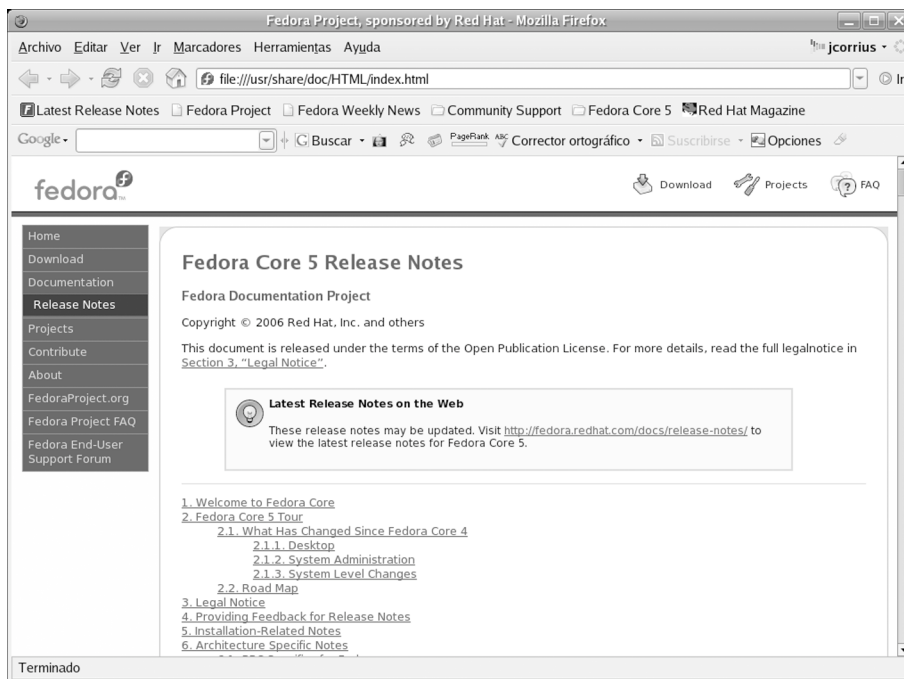 Fedora Project, sponsored by Red Hat - Mozilla Firefox
Archivo Editar Ver Ir Marcadores Herramientas Ayuda
jcorrius
file:///usr/share/doc/HTML/index.html
Ir
Latest Release Notes Fedora Project Fedora Weekly News Community Support Fedora Core 5 Red Hat Magazine
Google
Buscar PageRank ABC Corrector ortográfico Suscribirse Opciones
fedora
Download Projects FAQ
Home
Download
Documentation
Release Notes
Projects
Contribute
About
FedoraProject.org
Fedora Project FAQ
Fedora End-User
Support Forum
Fedora Core 5 Release Notes
Fedora Documentation Project
Copyright © 2006 Red Hat, Inc. and others
This document is released under the terms of the Open Publication License. For more details, read the full legalnotice in
Section 3, “Legal Notice”.
Latest Release Notes on the Web
These release notes may be updated. Visit http://fedora.redhat.com/docs/release-notes/ to
view the latest release notes for Fedora Core 5.
1. Welcome to Fedora Core
2. Fedora Core 5 Tour
2.1. What Has Changed Since Fedora Core 4
2.1.1. Desktop
2.1.2. System Administration
2.1.3. System Level Changes
2.2. Road Map
3. Legal Notice
4. Providing Feedback for Release Notes
5. Installation-Related Notes
6. Architecture Specific Notes
Terminado